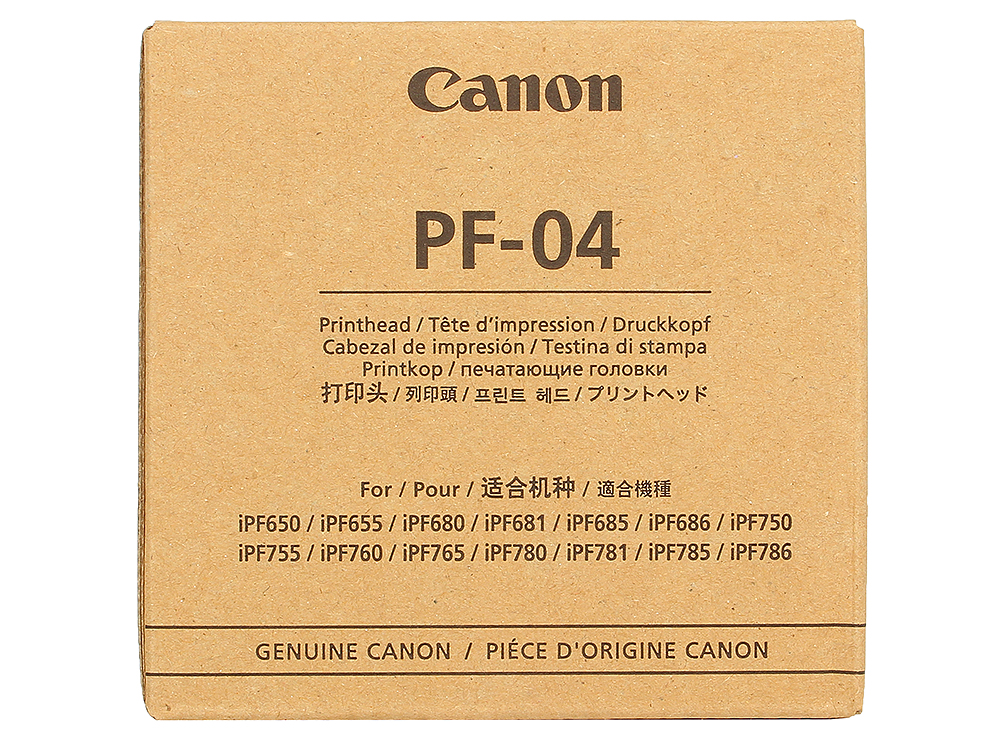 Canon
PF-04
Printhead / Tête d'impression / Druckkopf
Cabezal de impresión / Testina di stampa
Printkop / печатающие головки
打印头 / 列印頭 / 프린트 헤드 / プリントヘッド
For / Pour / 适合机种 / 適合機種
iPF650 / iPF655 / iPF680 / iPF681 / iPF685 / iPF686 / iPF750
iPF755 / iPF760 / iPF765 / iPF780 / iPF781 / iPF785 / iPF786
GENUINE CANON / PIÉCE D'ORIGINE CANON